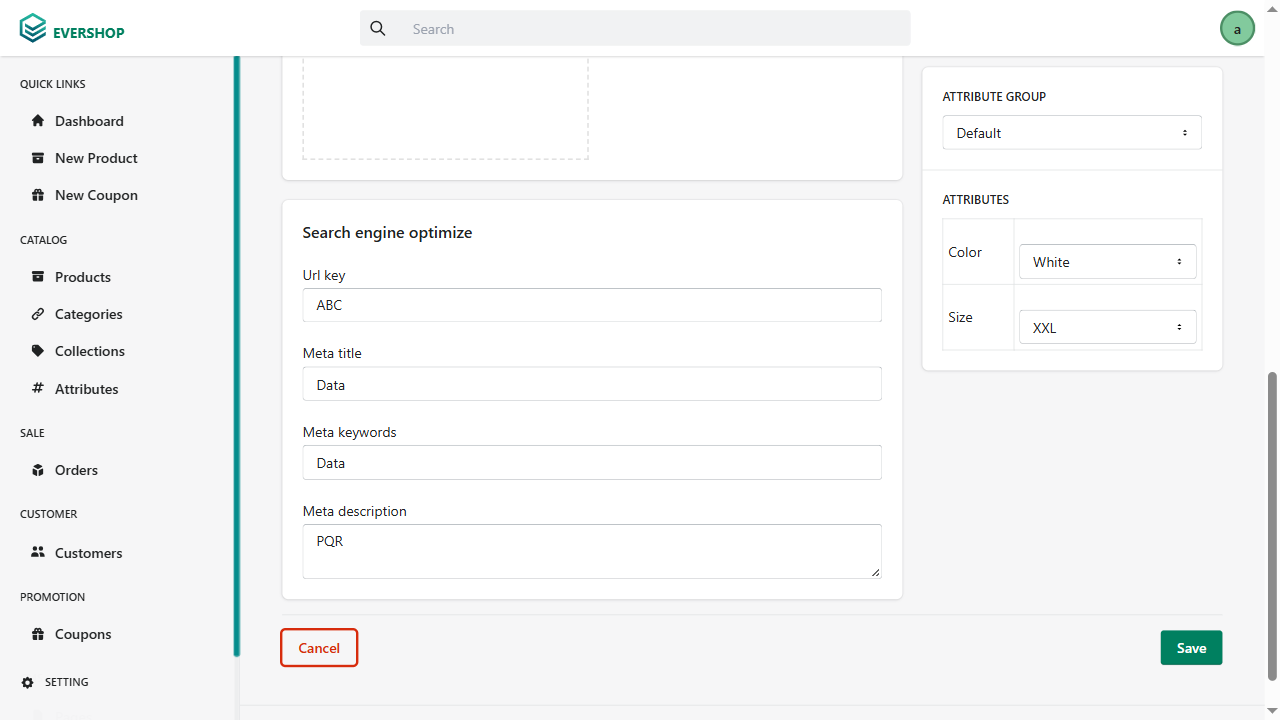 EVERSHOP
Search
a
QUICK LINKS
Dashboard
New Product
New Coupon
CATALOG
Products
Categories
Collections
Attributes
SALE
Orders
CUSTOMER
Customers
PROMOTION
Coupons
SETTING
Search engine optimize
Url key
ABC
Meta title
Data
Meta keywords
Data
Meta description
PQR
Cancel
Save
ATTRIBUTE GROUP
Default
ATTRIBUTES
Color
White
Size
XXL